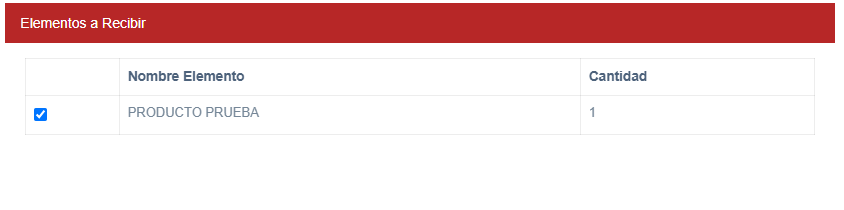 Elementos a Recibir
Nombre Elemento Cantidad
PRODUCTO PRUEBA 1